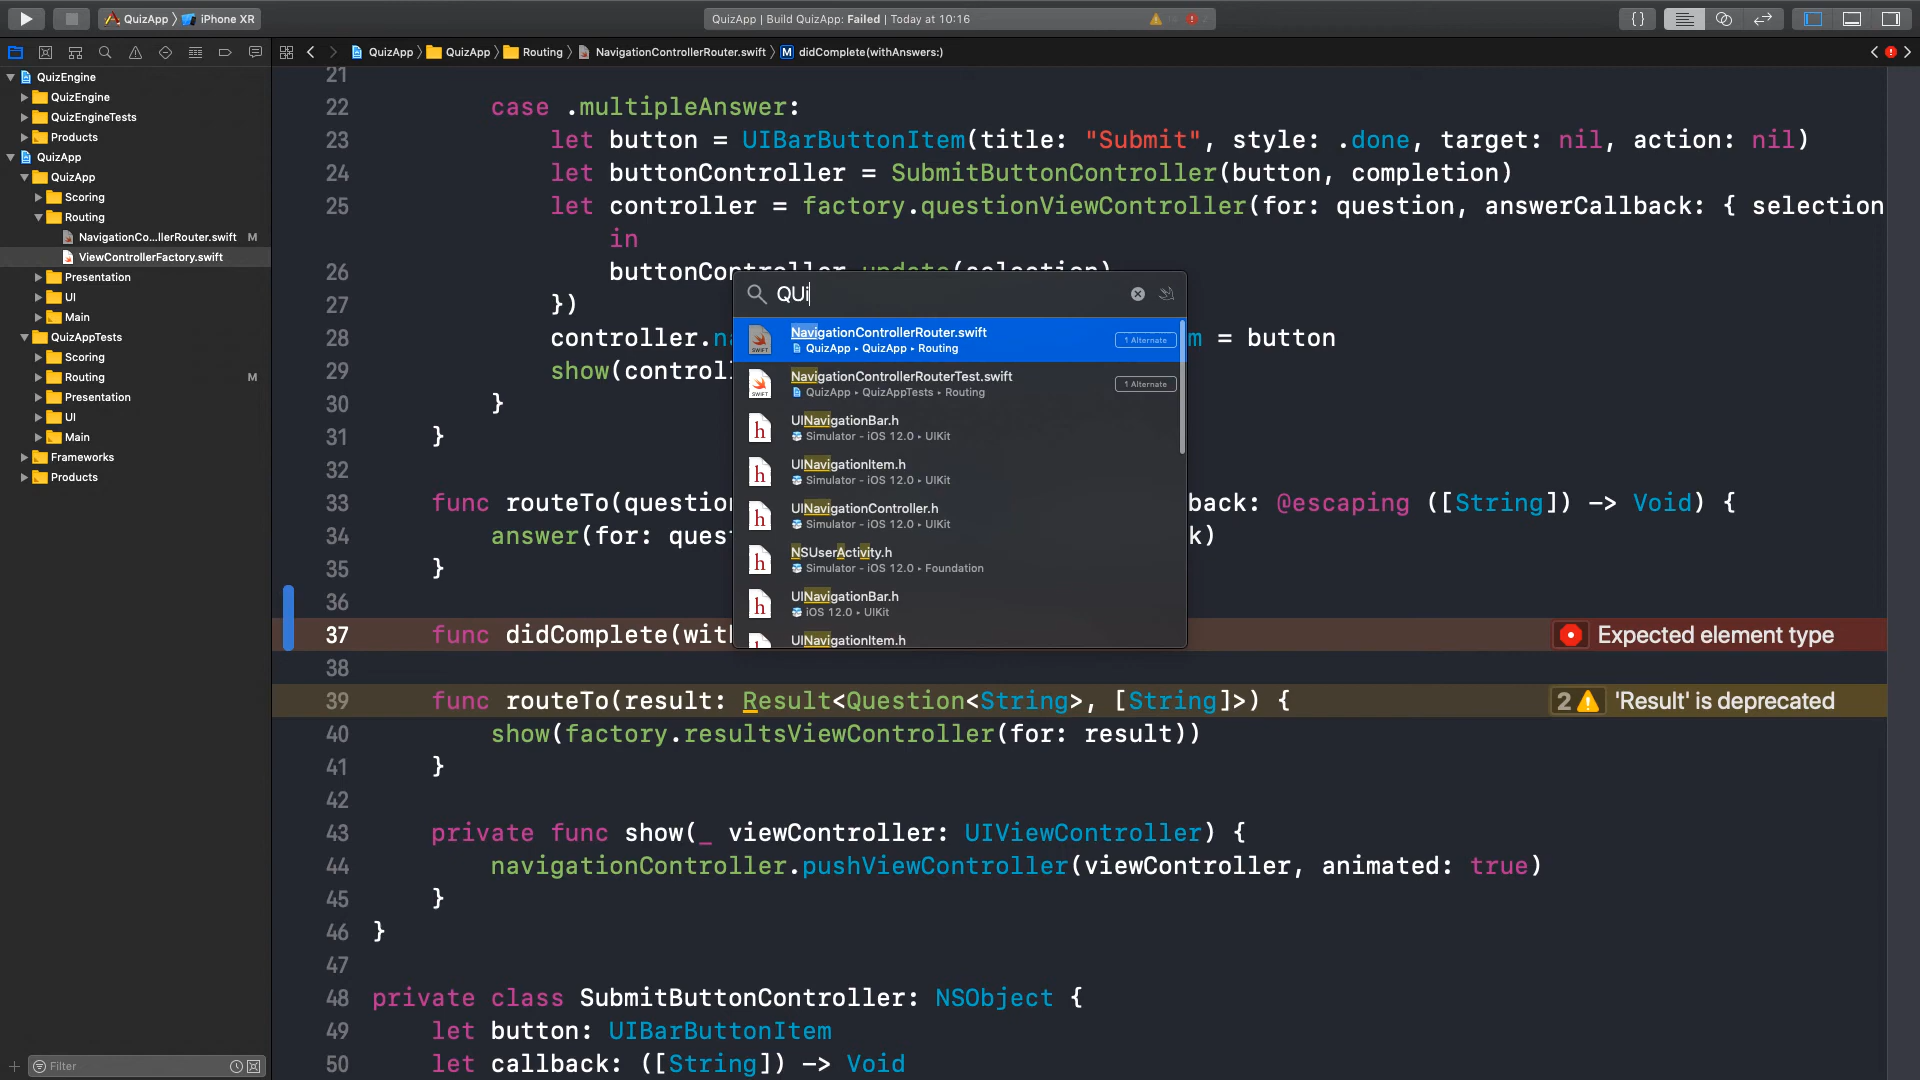 QuizApp
iPhone XR
QuizApp | Build QuizApp: Failed | Today at 10:16
QuizApp
QuizApp
Routing
NavigationControllerRouter.swift
M
didComplete(withAnswers:)
QuizEngine
QuizEngine
QuizEngineTests
Products
QuizApp
QuizApp
Scoring
Routing
NavigationCo...llerRouter.swift M
ViewControllerFactory.swift
Presentation
UI
Main
QuizAppTests
Scoring
Routing M
Presentation
UI
Main
Frameworks
Products
Filter
21
22 case .multipleAnswer:
23 let button = UIBarButtonItem(title: "Submit", style: .done, target: nil, action: nil)
24 let buttonController = SubmitButtonController(button, completion)
25 let controller = factory.questionViewController(for: question, answerCallback: { selection
in
26 buttonController.update(selection)
27 })
28 controller.na = button
29 show(controll
30 }
31 }
32
33 func routeTo(question back: @escaping ([String]) -> Void) {
34 answer(for: ques k)
35 }
36
37 func didComplete(with Expected element type
38
39 func routeTo(result: Result<Question<String>, [String]>) { 2 'Result' is deprecated
40 show(factory.resultsViewController(for: result))
41 }
42
43 private func show(_ viewController: UIViewController) {
44 navigationController.pushViewController(viewController, animated: true)
45 }
46 }
47
48 private class SubmitButtonController: NSObject {
49 let button: UIBarButtonItem
50 let callback: ([String]) -> Void
QUi
NavigationControllerRouter.swift
QuizApp ▸ QuizApp ▸ Routing
1 Alternate
SWIFT
NavigationControllerRouterTest.swift
QuizApp ▸ QuizAppTests ▸ Routing
1 Alternate
SWIFT
h UINavigationBar.h
Simulator - iOS 12.0 ▸ UIKit
h UINavigationItem.h
Simulator - iOS 12.0 ▸ UIKit
h UINavigationController.h
Simulator - iOS 12.0 ▸ UIKit
h NSUserActivity.h
Simulator - iOS 12.0 ▸ Foundation
h UINavigationBar.h
iOS 12.0 ▸ UIKit
UINavigationItem.h